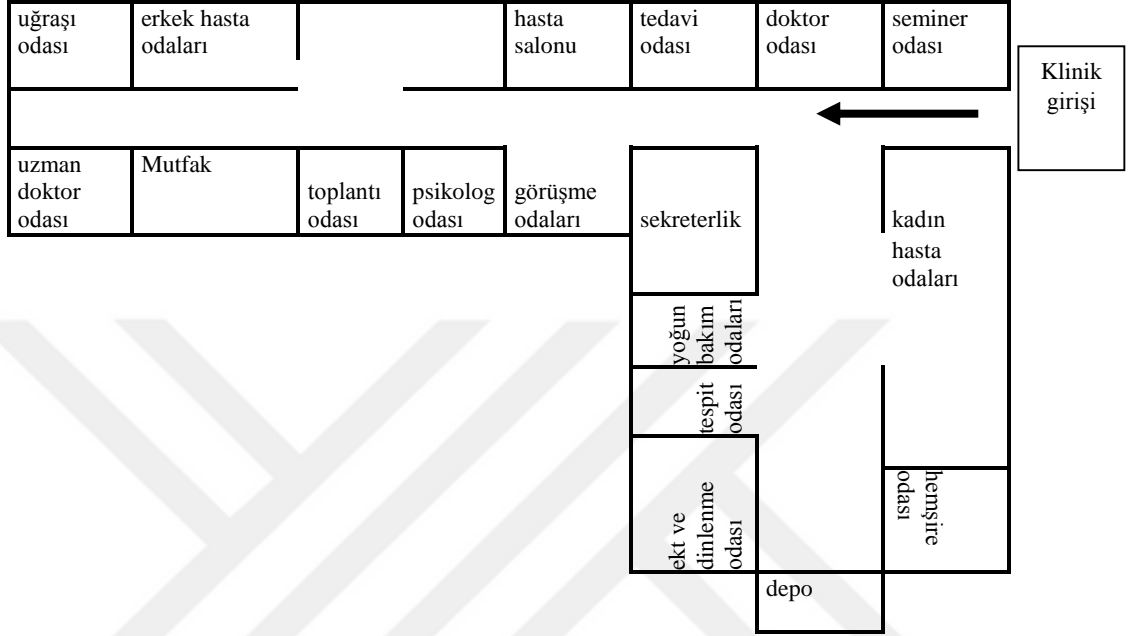 uğraşı
odası
erkek hasta
odaları
hasta
salonu
tedavi
odası
doktor
odası
seminer
odası
Klinik
girişi
uzman
doktor
odası
Mutfak
toplantı
odası
psikolog
odası
görüşme
odaları
sekreterlik
kadın
hasta
odaları
yoğun
bakım
odaları
tespit
odası
ekt ve
dinlenme
odası
hemşire
odası
depo